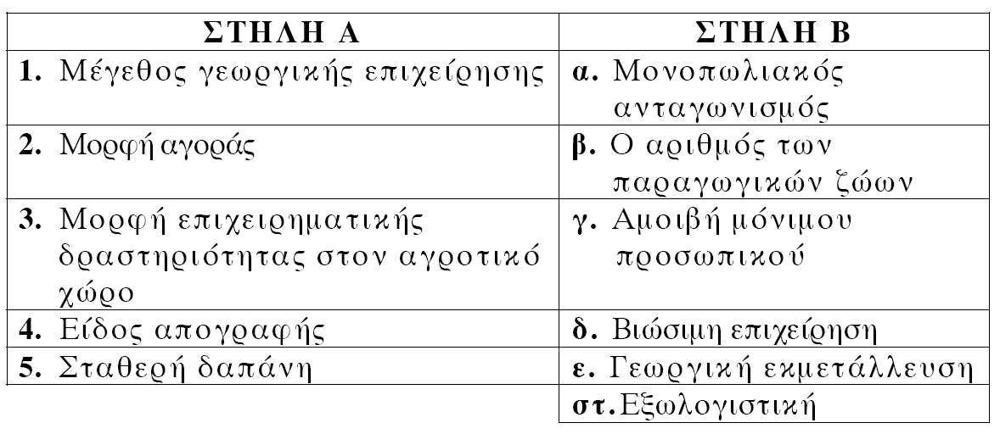 ΣΤΗΛΗ Α
ΣΤΗΛΗ Β
1. Μέγεθος γεωργικής επιχείρησης
α. Μονοπωλιακός
ανταγωνισμός
2. Μορφή αγοράς
β. Ο αριθμός των
παραγωγικών ζώων
3. Μορφή επιχειρηματικής
δραστηριότητας στον αγροτικό
χώρο
γ. Αμοιβή μόνιμου
προσωπικού
4. Είδος απογραφής
δ. Βιώσιμη επιχείρηση
5. Σταθερή δαπάνη
ε. Γεωργική εκμετάλλευση
στ. Εξωλογιστική